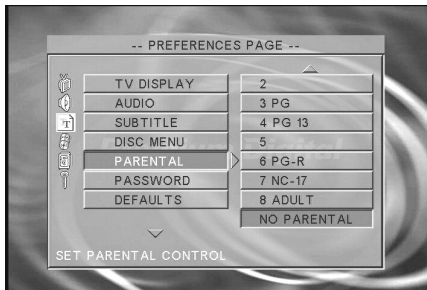 -- PREFERENCES PAGE --
TV DISPLAY
AUDIO
SUBTITLE
DISC MENU
PARENTAL
PASSWORD
DEFAULTS
2
3 PG
4 PG 13
5
6 PG-R
7 NC-17
8 ADULT
NO PARENTAL
SET PARENTAL CONTROL